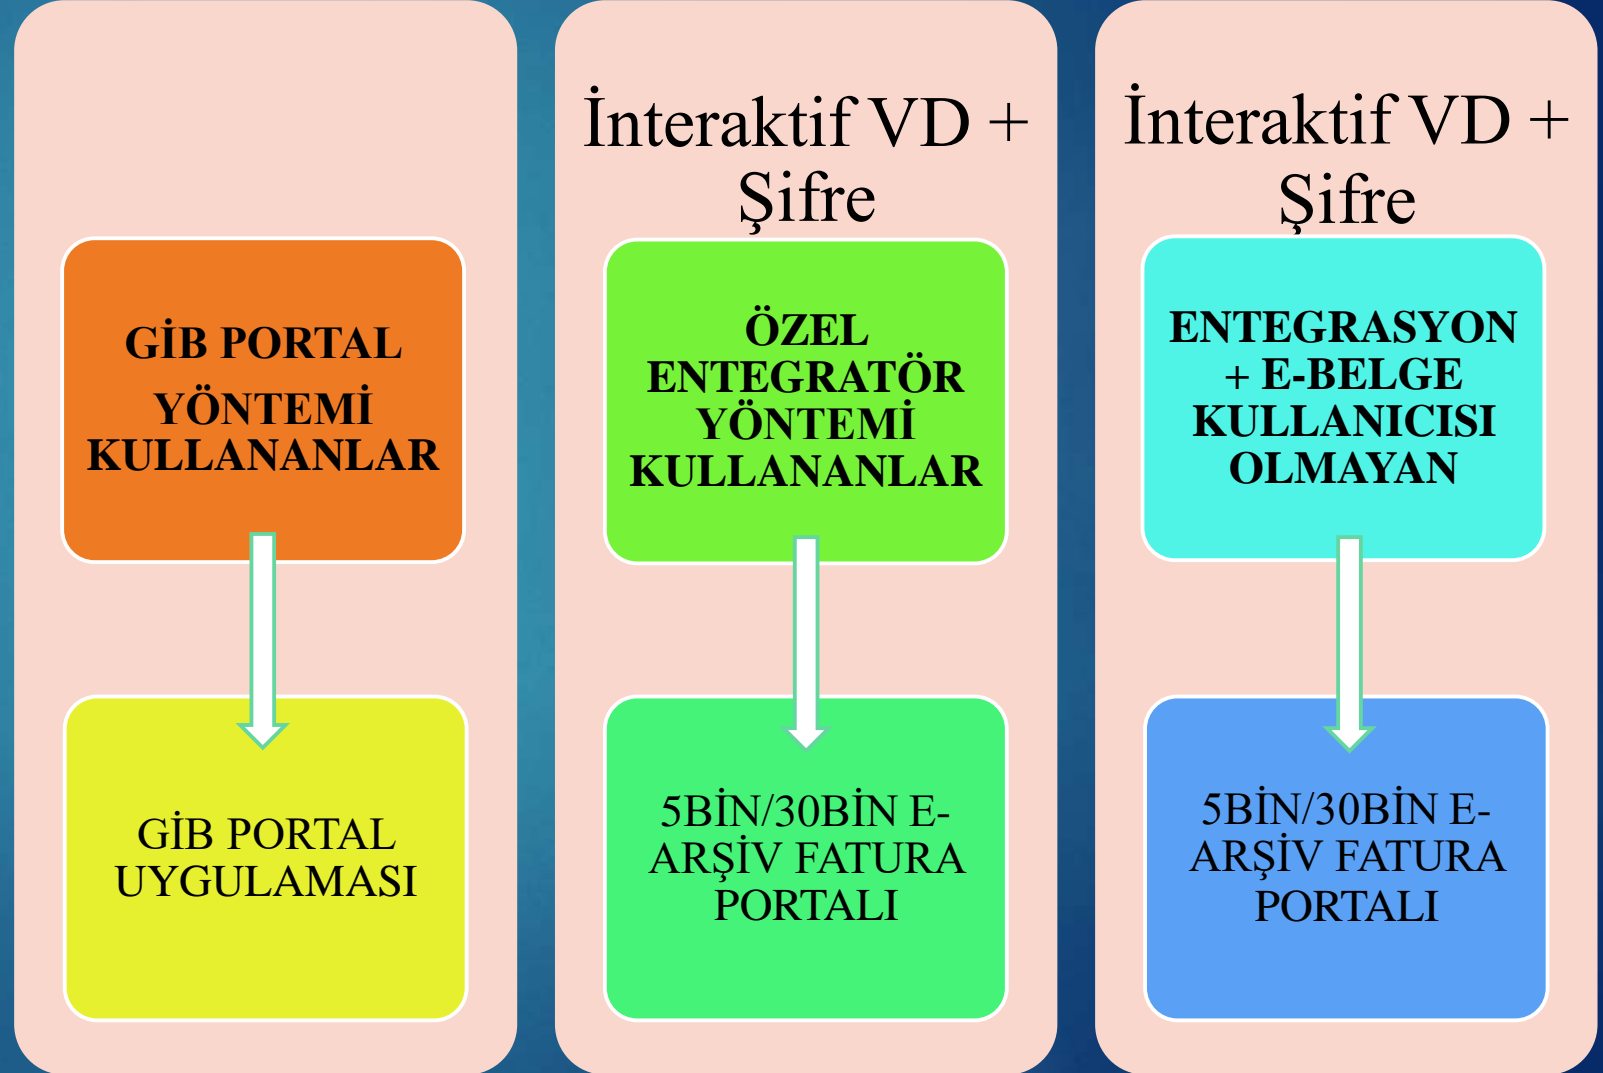 GİB PORTAL
YÖNTEMİ
KULLANANLAR
GİB PORTAL
UYGULAMASI
İnteraktif VD +
Şifre
ÖZEL
ENTEGRATÖR
YÖNTEMİ
KULLANANLAR
5BİN/30BİN E-
ARŞİV FATURA
PORTALI
İnteraktif VD +
Şifre
ENTEGRASYON
+ E-BELGE
KULLANICISI
OLMAYAN
5BİN/30BİN E-
ARŞİV FATURA
PORTALI